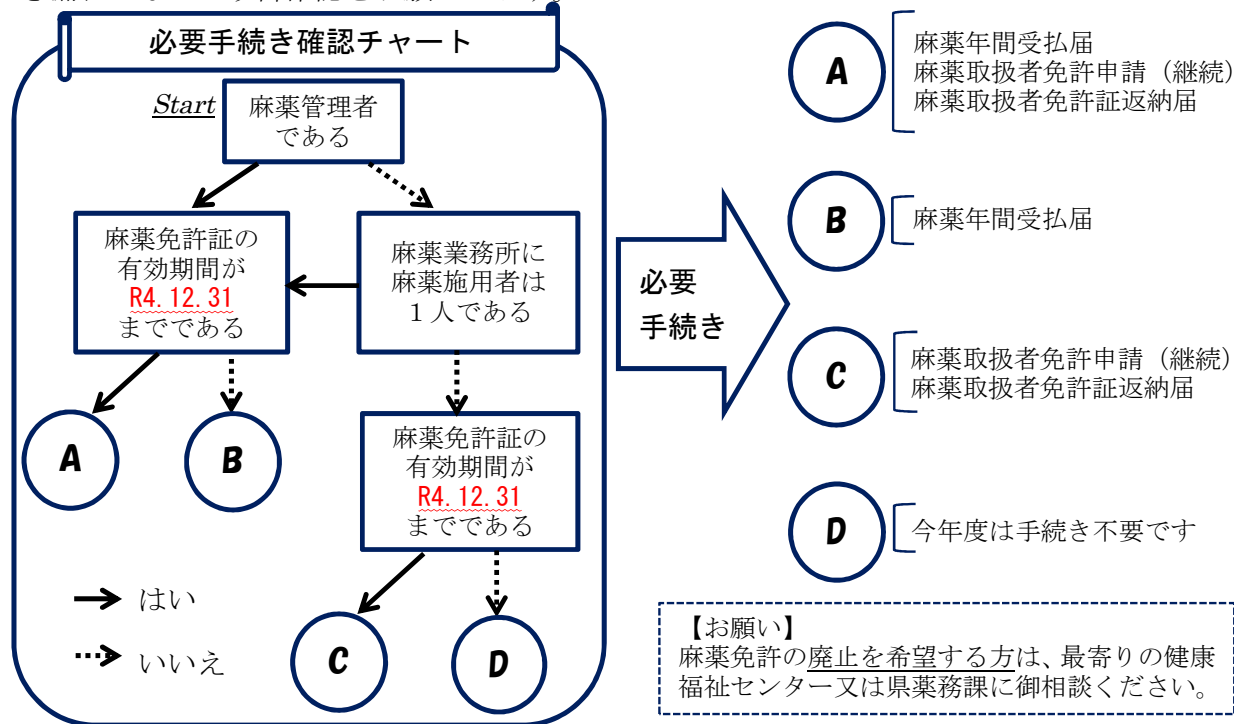 必要手続き確認チャート
Start
麻薬管理者
である
麻薬免許証の
有効期間が
R4.12.31
までである
麻薬業務所に
麻薬施用者は
１人である
A
B
麻薬免許証の
有効期間が
R4.12.31
までである
C
D
はい
いいえ
必要
手続き
A
麻薬年間受払届
麻薬取扱者免許申請（継続）
麻薬取扱者免許証返納届
B
麻薬年間受払届
C
麻薬取扱者免許申請（継続）
麻薬取扱者免許証返納届
D
今年度は手続き不要です
【お願い】
麻薬免許の廃止を希望する方は、最寄りの健康
福祉センター又は県薬務課に御相談ください。